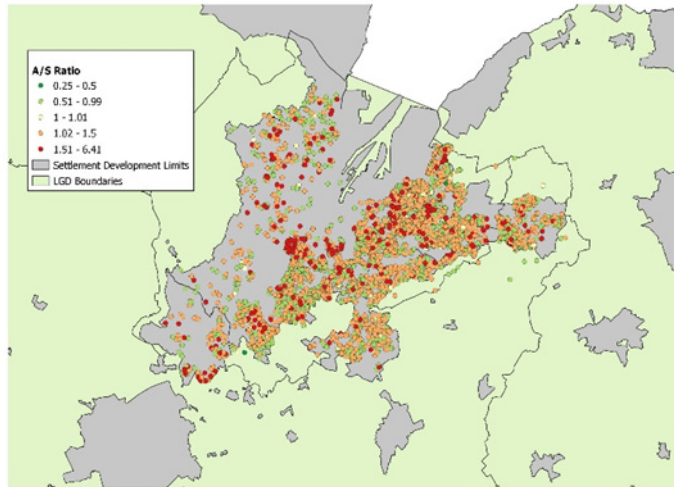 A/S Ratio
0.25 - 0.5
0.51 - 0.99
1 - 1.01
1.02 - 1.5
1.51 - 6.41
Settlement Development Limits
LGD Boundaries